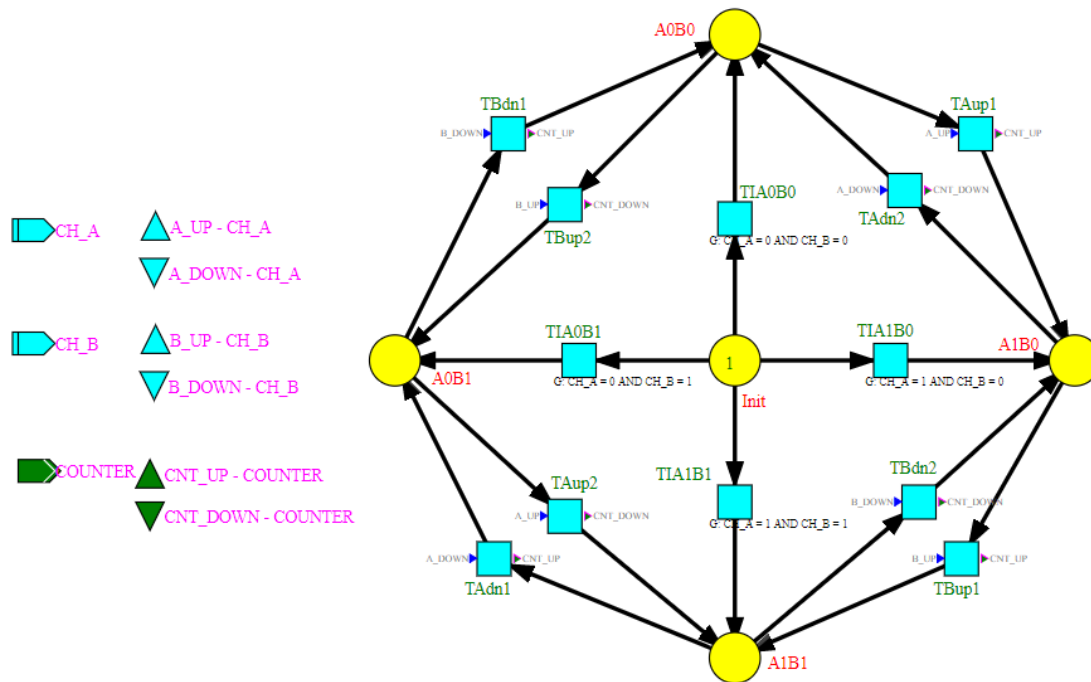 A0B0
TBdn1
B_DOWN
CNT_UP
TAup1
A_UP
CNT_UP
B_UP
CNT_DOWN
TBup2
TIA0B0
G: CH_A = 0 AND CH_B = 0
A_DOWN
CNT_DOWN
TAdn2
CH_A
A_UP - CH_A
A_DOWN - CH_A
CH_B
B_UP - CH_B
B_DOWN - CH_B
COUNTER
CNT_UP - COUNTER
CNT_DOWN - COUNTER
TIA0B1
G: CH_A = 0 AND CH_B = 1
A0B1
1
Init
TIA1B0
G: CH_A = 1 AND CH_B = 0
A1B0
TAup2
A_UP
CNT_DOWN
TIA1B1
G: CH_A = 1 AND CH_B = 1
TBdn2
B_DOWN
CNT_DOWN
A_DOWN
CNT_UP
TAdn1
B_UP
CNT_UP
TBup1
A1B1